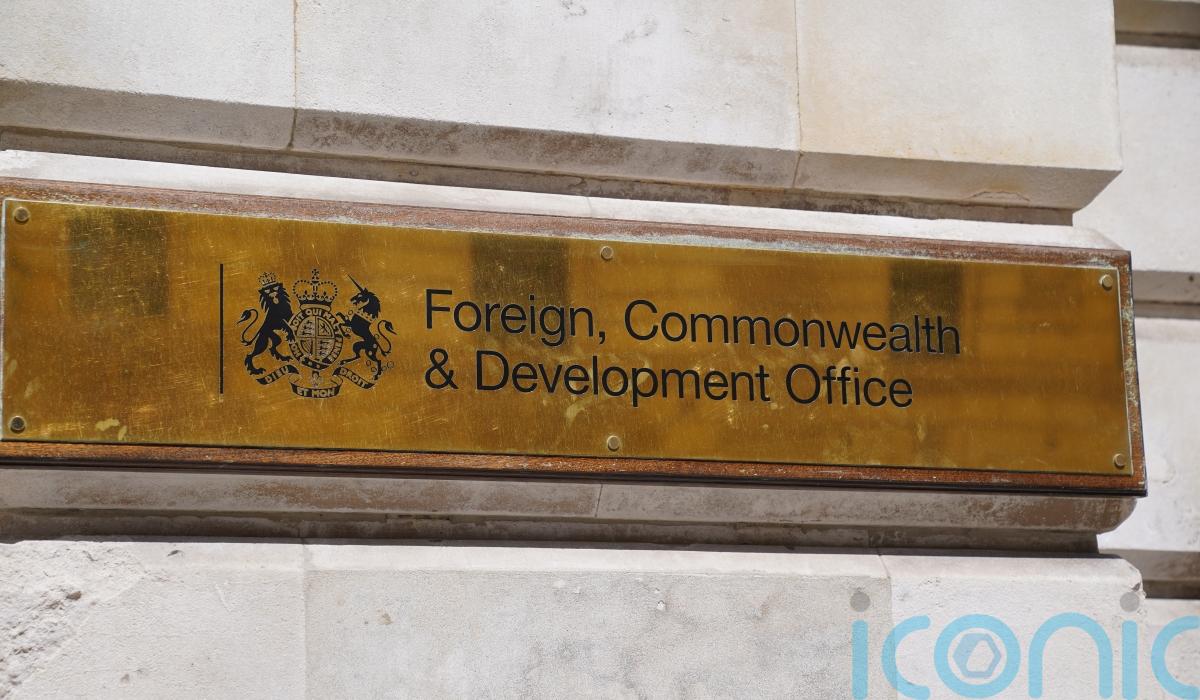 Foreign, Commonwealth
& Development Office
DIEU ET MON DROIT
iconic